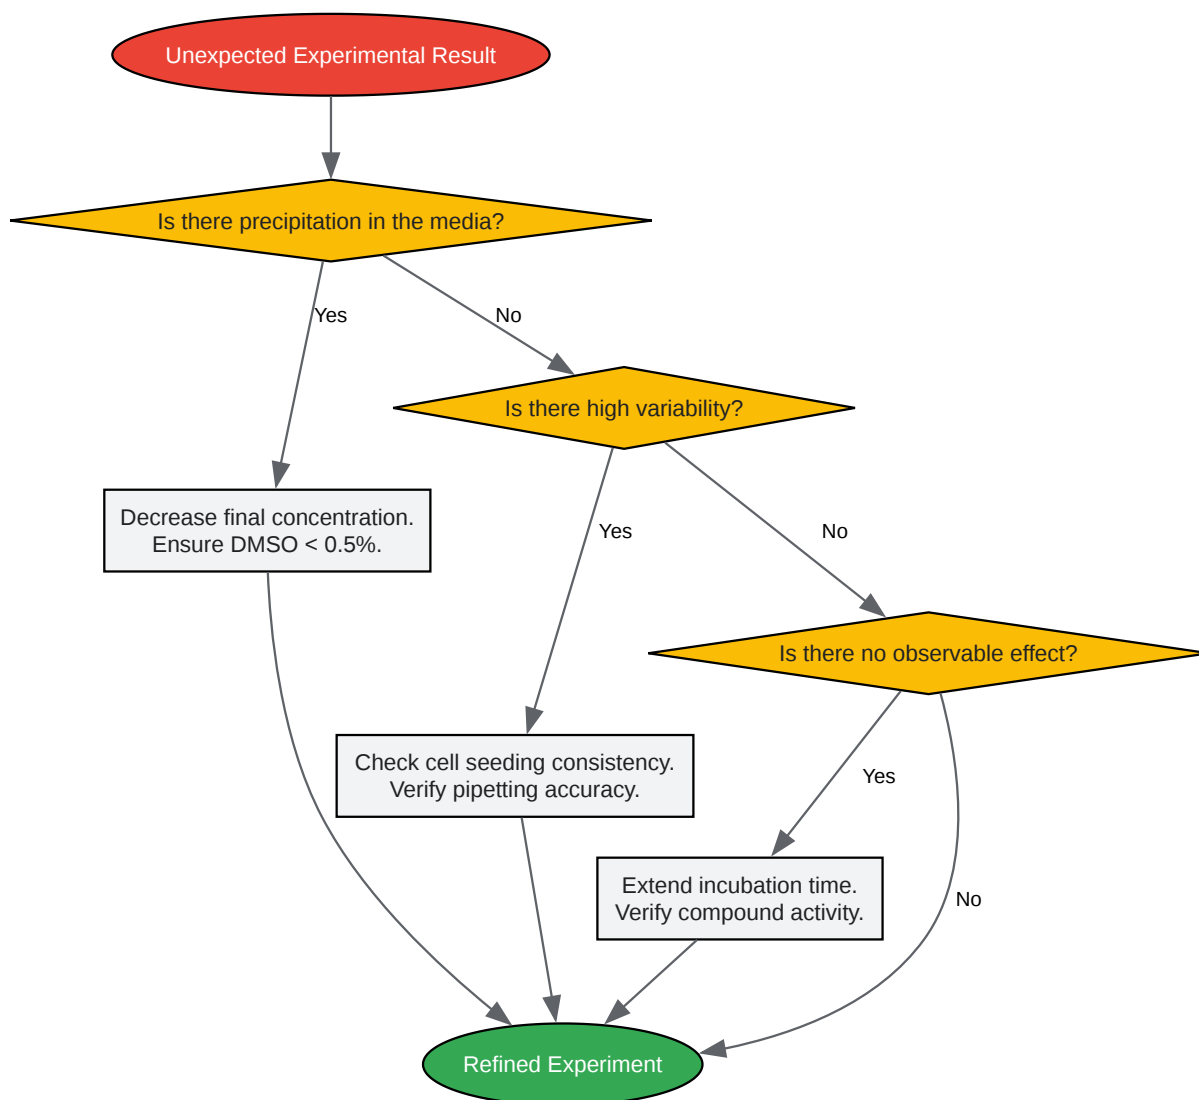 Unexpected Experimental Result
Is there precipitation in the media?
Yes
No
Is there high variability?
Decrease final concentration.
Ensure DMSO < 0.5%.
Yes
No
Is there no observable effect?
Check cell seeding consistency.
Verify pipetting accuracy.
Yes
Extend incubation time.
Verify compound activity.
No
Refined Experiment